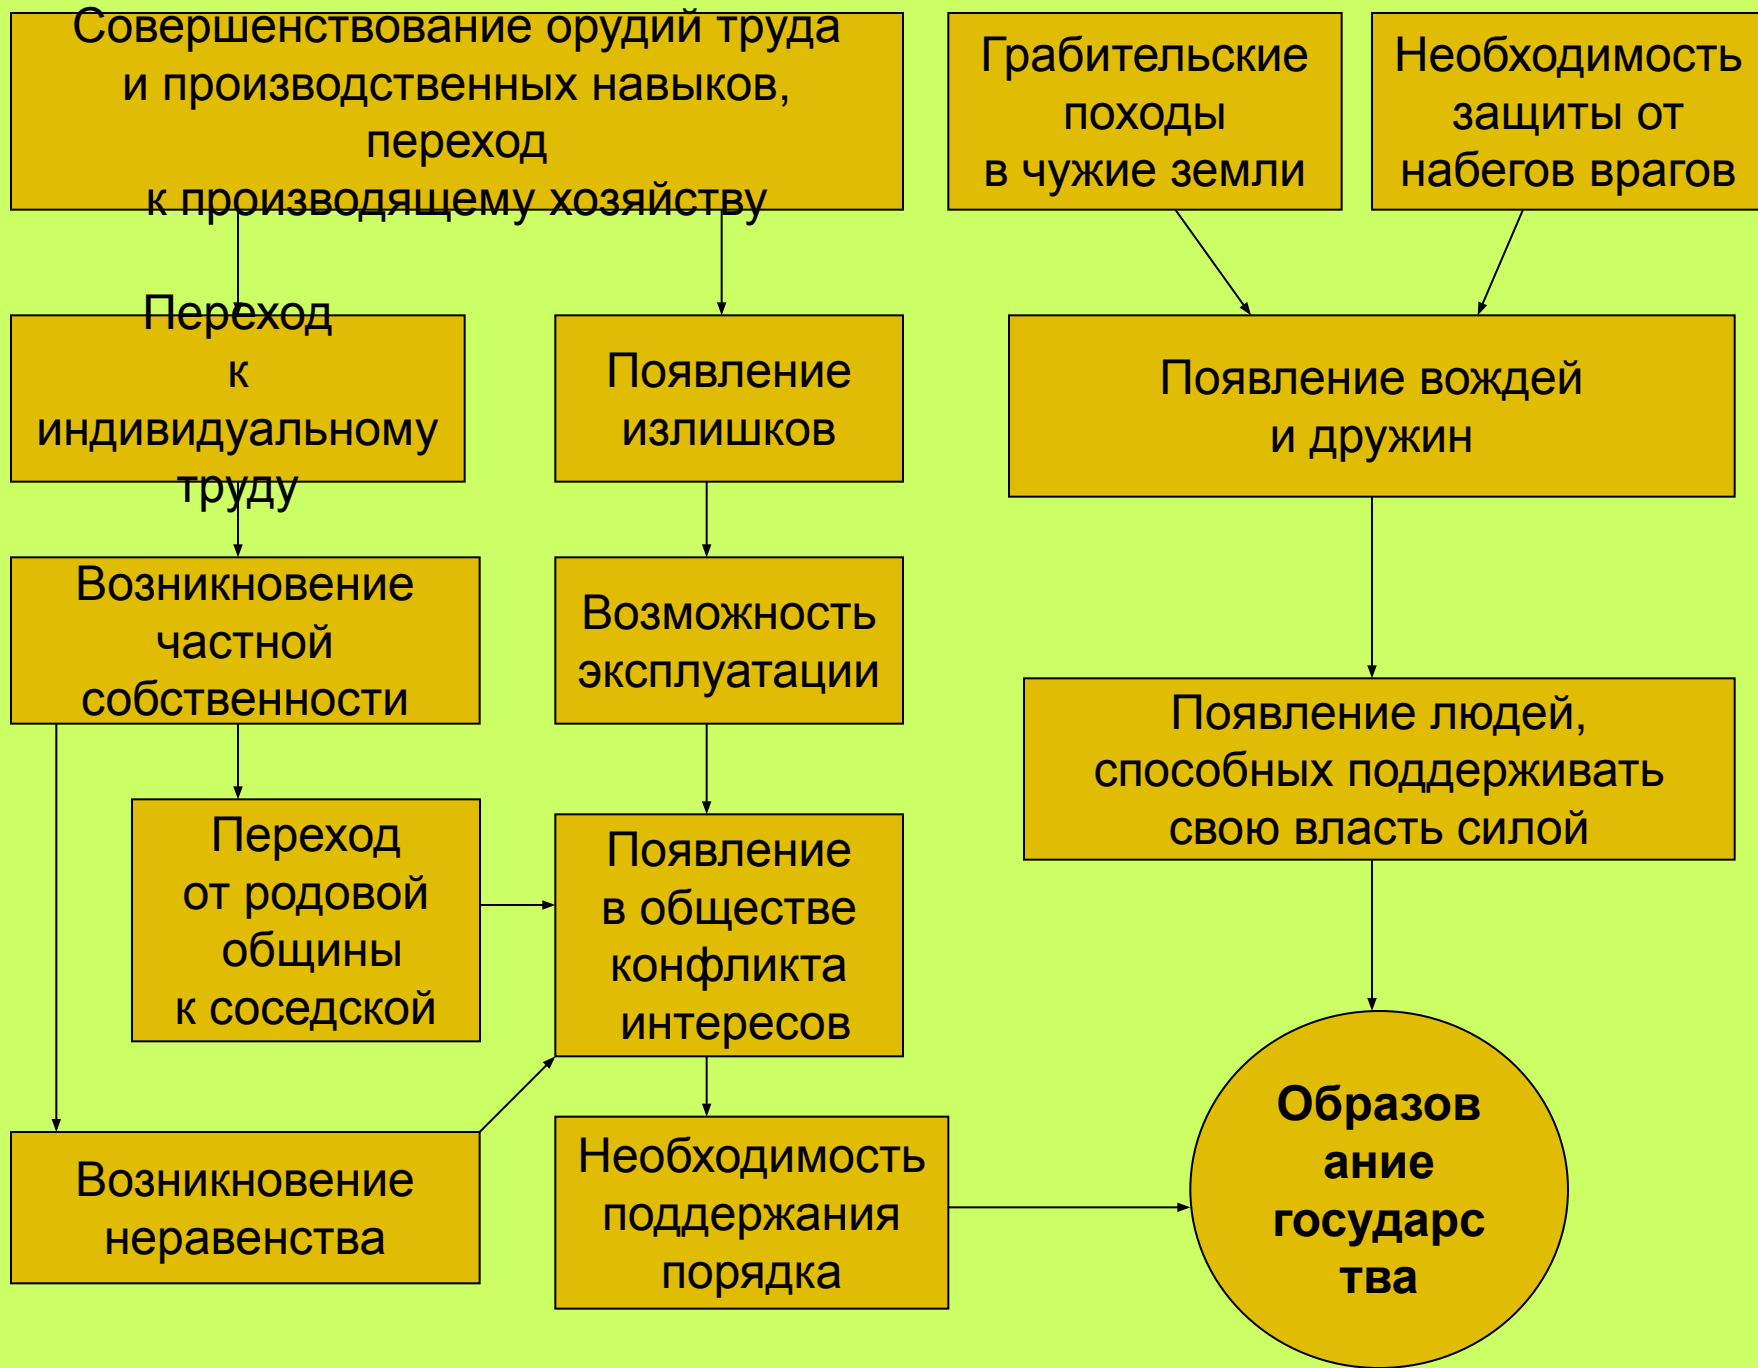 Совершенствование орудий труда
и производственных навыков,
переход
к производящему хозяйству
Грабительские
походы
в чужие земли
Необходимость
защиты от
набегов врагов
Переход
к
индивидуальному
труду
Появление
излишков
Появление вождей
и дружин
Возникновение
частной
собственности
Возможность
эксплуатации
Появление людей,
способных поддерживать
свою власть силой
Переход
от родовой
общины
к соседской
Появление
в обществе
конфликта
интересов
Возникновение
неравенства
Необходимость
поддержания
порядка
Образов
ание
государс
тва